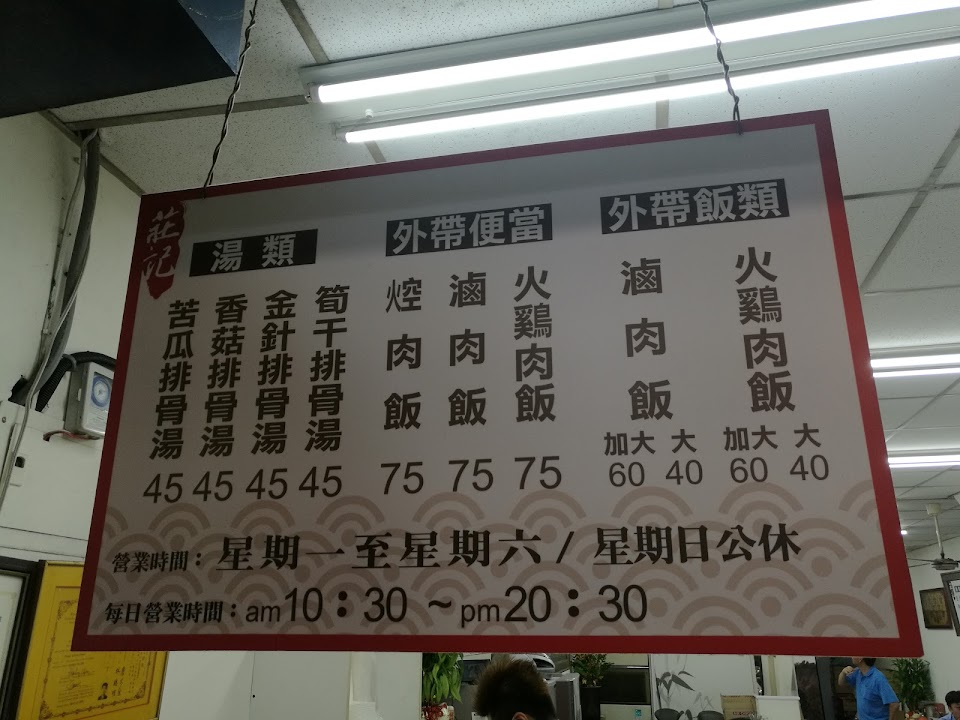 莊記
外帶飯類
火鷄肉飯
加大 大
60 40
滷肉飯
加大 大
60 40
外帶便當
火鷄肉飯
75
滷肉飯
75
焢肉飯
75
湯類
筍干排骨湯
45
金針排骨湯
45
香菇排骨湯
45
苦瓜排骨湯
45
營業時間：星期一至星期六/星期日公休
每日營業時間：am10：30～pm20：30